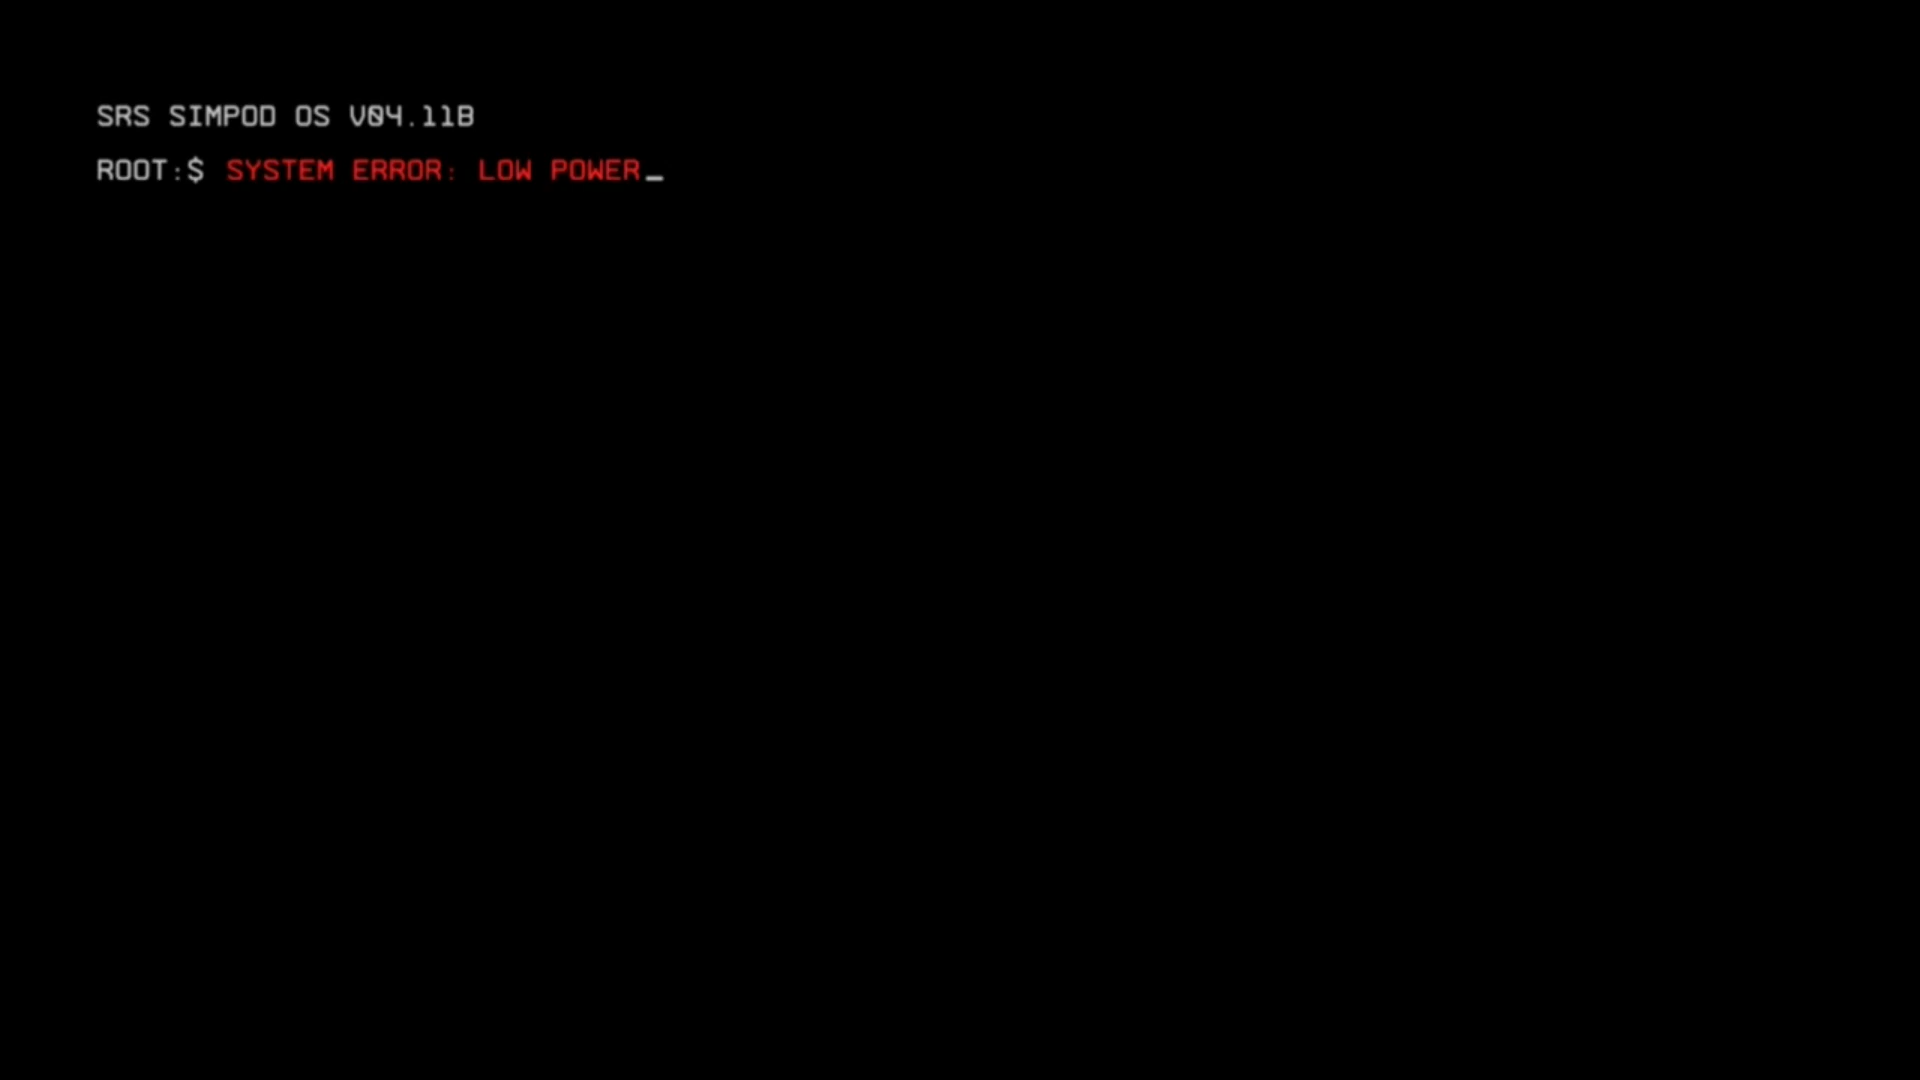 SRS SIMPOD OS V04.11B
ROOT:$ SYSTEM ERROR: LOW POWER_